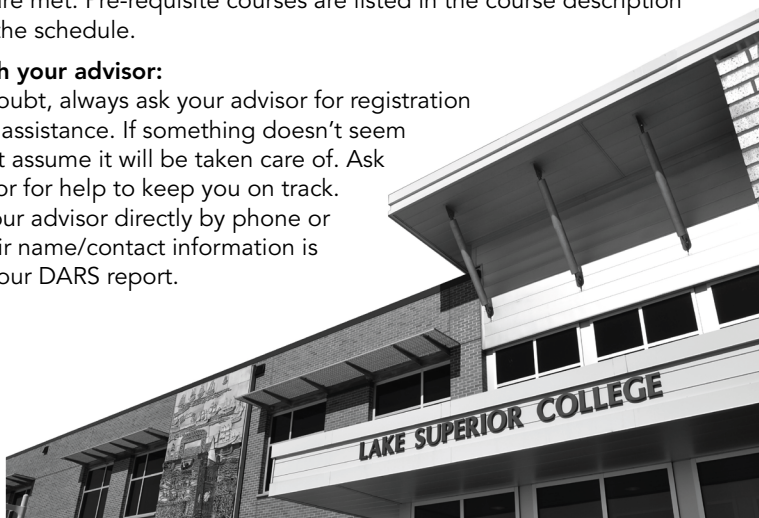 are met. Pre-requisite courses are listed in the course description
the schedule.
h your advisor:
oubt, always ask your advisor for registration
assistance. If something doesn't seem
t assume it will be taken care of. Ask
or for help to keep you on track.
our advisor directly by phone or
ir name/contact information is
our DARS report.
LAKE SUPERIOR COLLEGE